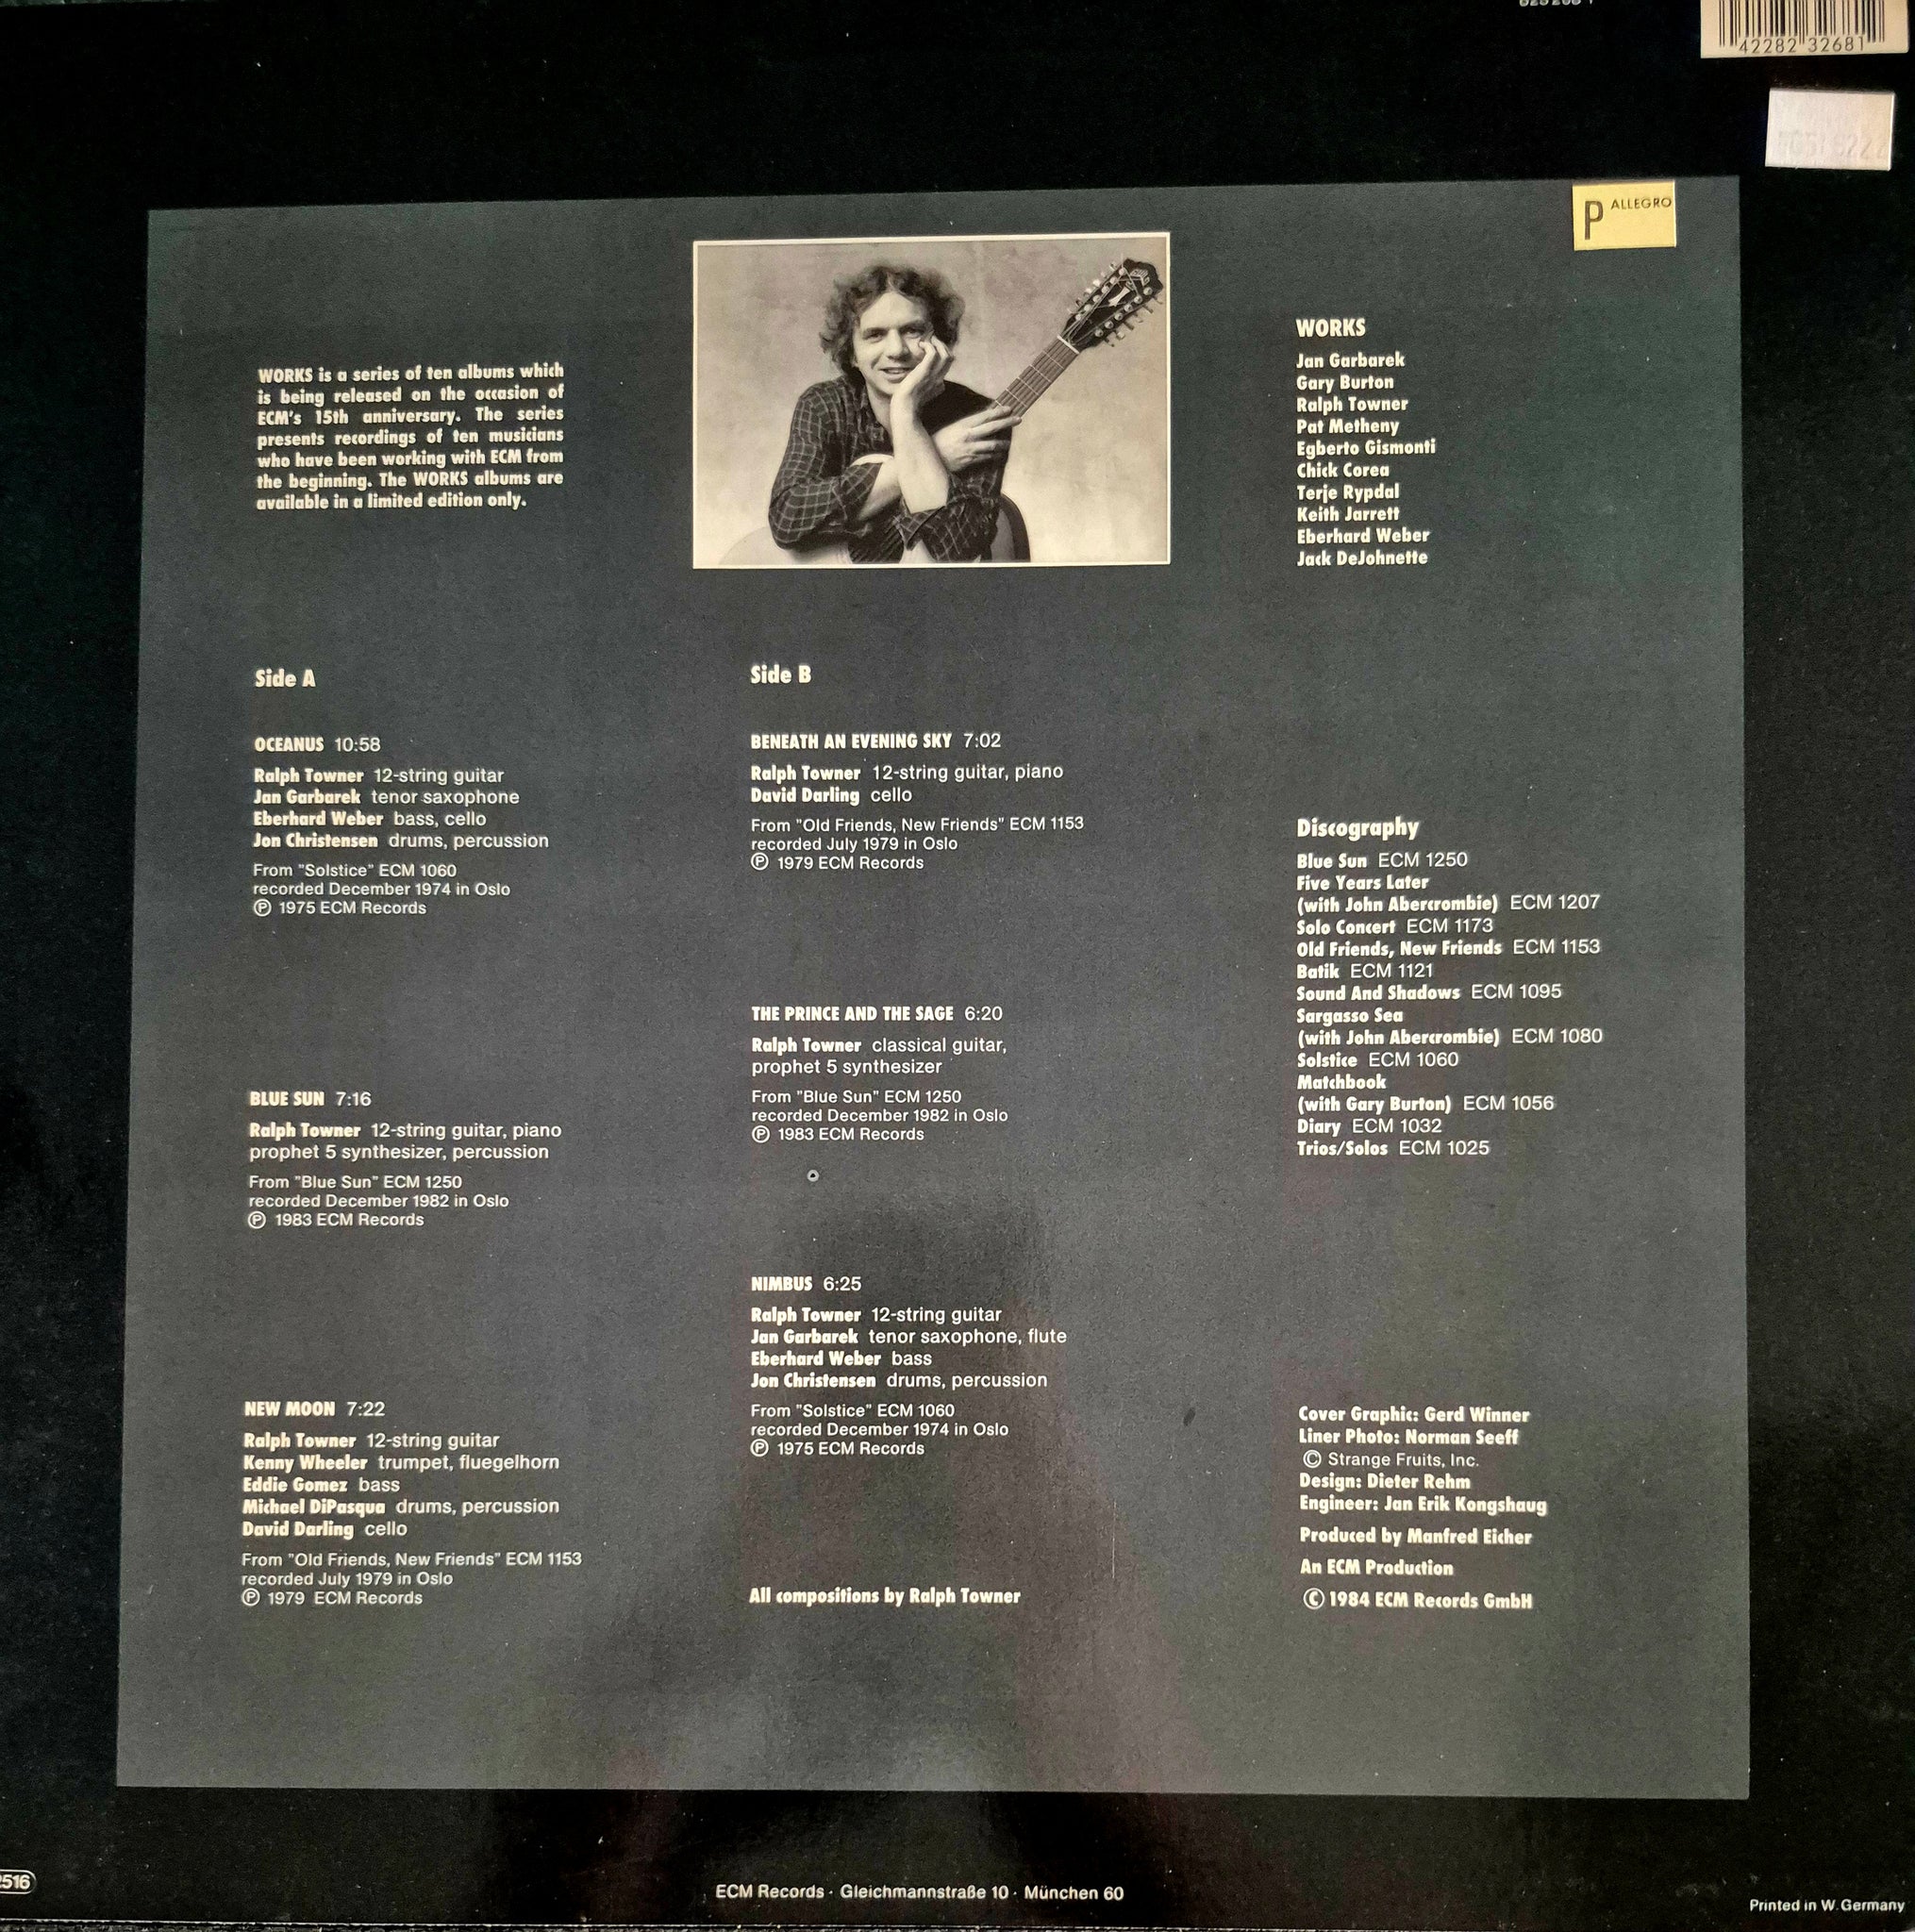 42282 32681
P ALLEGRO
WORKS is a series of ten albums which
is being released on the occasion of
ECM's 15th anniversary. The series
presents recordings of ten musicians
who have been working with ECM from
the beginning. The WORKS albums are
available in a limited edition only.
WORKS
Jan Garbarek
Gary Burton
Ralph Towner
Pat Metheny
Egberto Gismonti
Chick Corea
Terje Rypdal
Keith Jarrett
Eberhard Weber
Jack DeJohnette
Side A
OCEANUS 10:58
Ralph Towner 12-string guitar
Jan Garbarek tenor saxophone
Eberhard Weber bass, cello
Jon Christensen drums, percussion
From "Solstice" ECM 1060
recorded December 1974 in Oslo
Ⓟ 1975 ECM Records
BLUE SUN 7:16
Ralph Towner 12-string guitar, piano
prophet 5 synthesizer, percussion
From "Blue Sun" ECM 1250
recorded December 1982 in Oslo
Ⓟ 1983 ECM Records
NEW MOON 7:22
Ralph Towner 12-string guitar
Kenny Wheeler trumpet, fluegelhorn
Eddie Gomez bass
Michael DiPasqua drums, percussion
David Darling cello
From "Old Friends, New Friends" ECM 1153
recorded July 1979 in Oslo
Ⓟ 1979 ECM Records
Side B
BENEATH AN EVENING SKY 7:02
Ralph Towner 12-string guitar, piano
David Darling cello
From "Old Friends, New Friends" ECM 1153
recorded July 1979 in Oslo
Ⓟ 1979 ECM Records
THE PRINCE AND THE SAGE 6:20
Ralph Towner classical guitar,
prophet 5 synthesizer
From "Blue Sun" ECM 1250
recorded December 1982 in Oslo
Ⓟ 1983 ECM Records
NIMBUS 6:25
Ralph Towner 12-string guitar
Jan Garbarek tenor saxophone, flute
Eberhard Weber bass
Jon Christensen drums, percussion
From "Solstice" ECM 1060
recorded December 1974 in Oslo
Ⓟ 1975 ECM Records
All compositions by Ralph Towner
Discography
Blue Sun ECM 1250
Five Years Later
(with John Abercrombie) ECM 1207
Solo Concert ECM 1173
Old Friends, New Friends ECM 1153
Batik ECM 1121
Sound And Shadows ECM 1095
Sargasso Sea
(with John Abercrombie) ECM 1080
Solstice ECM 1060
Matchbook
(with Gary Burton) ECM 1056
Diary ECM 1032
Trios/Solos ECM 1025
Cover Graphic: Gerd Winner
Liner Photo: Norman Seeff
© Strange Fruits, Inc.
Design: Dieter Rehm
Engineer: Jan Erik Kongshaug
Produced by Manfred Eicher
An ECM Production
© 1984 ECM Records GmbH
516
ECM Records · Gleichmannstraße 10 · München 60
Printed in W. Germany